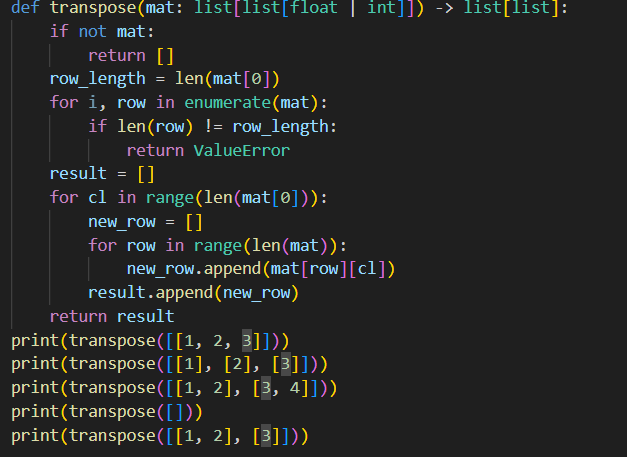 def transpose(mat: list[list[float | int]]) -> list[list]:
    if not mat:
        return []
    row_length = len(mat[0])
    for i, row in enumerate(mat):
        if len(row) != row_length:
            return ValueError
    result = []
    for cl in range(len(mat[0])):
        new_row = []
        for row in range(len(mat)):
            new_row.append(mat[row][cl])
        result.append(new_row)
    return result
print(transpose([[1, 2, 3]]))
print(transpose([[1], [2], [3]]))
print(transpose([[1, 2], [3, 4]]))
print(transpose([]))
print(transpose([[1, 2], [3]]))